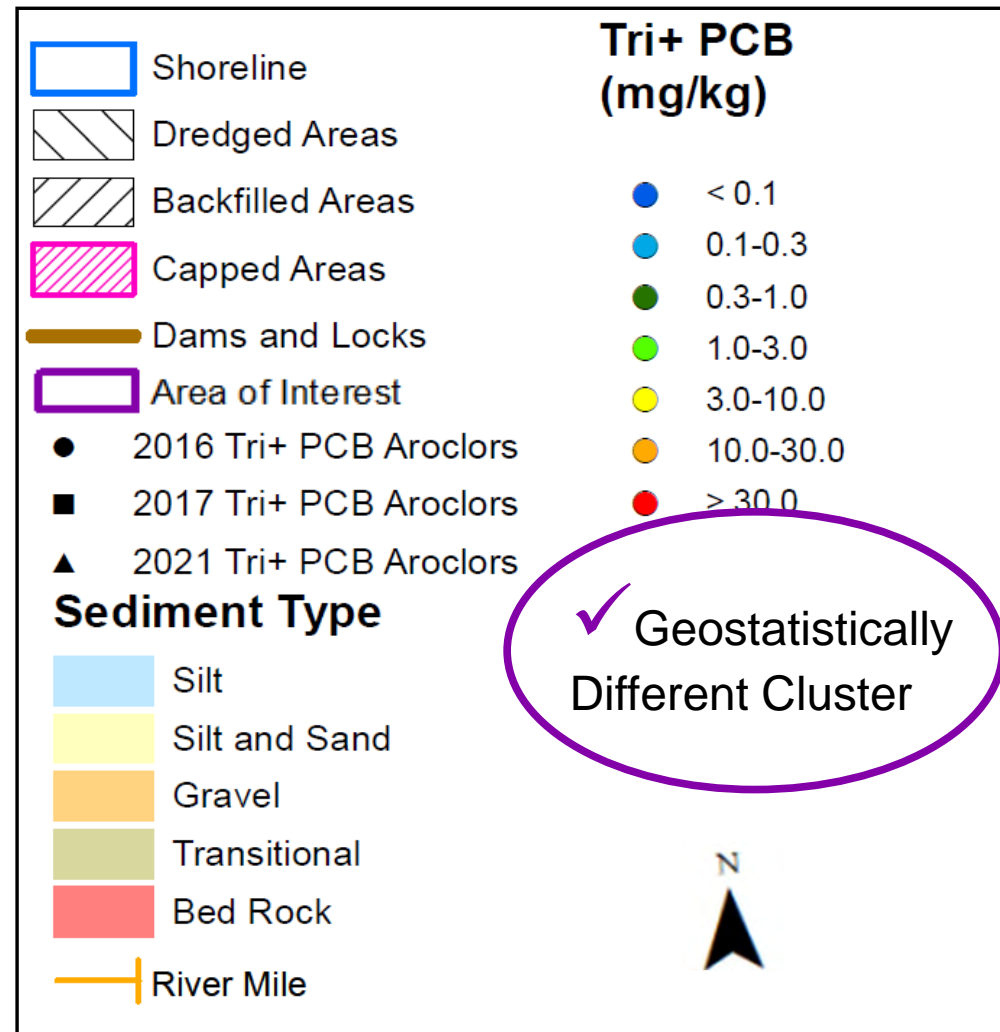 Shoreline
Dredged Areas
Backfilled Areas
Capped Areas
Dams and Locks
Area of Interest
2016 Tri+ PCB Aroclors
2017 Tri+ PCB Aroclors
2021 Tri+ PCB Aroclors
Sediment Type
Silt
Silt and Sand
Gravel
Transitional
Bed Rock
River Mile
Tri+ PCB
(mg/kg)
< 0.1
0.1-0.3
0.3-1.0
1.0-3.0
3.0-10.0
10.0-30.0
> 30.0
✓ Geostatistically
Different Cluster
N